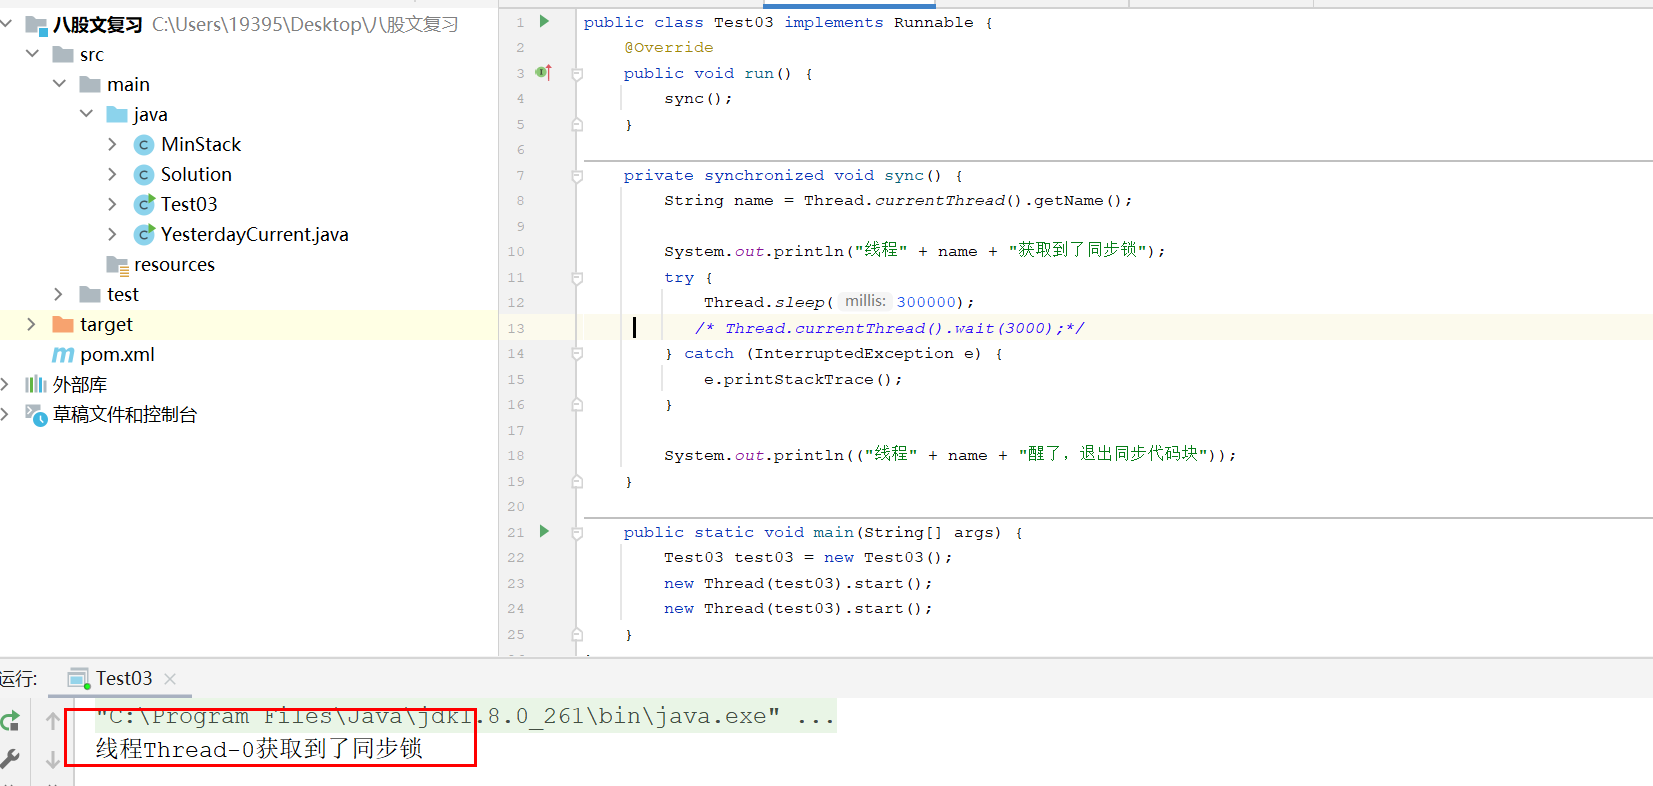 八股文复习 C:\Users\19395\Desktop\八股文复习
src
main
java
MinStack
Solution
Test03
YesterdayCurrent.java
resources
test
target
pom.xml
外部库
草稿文件和控制台
1 public class Test03 implements Runnable {
2 @Override
3 public void run() {
4 sync();
5 }
6
7 private synchronized void sync() {
8 String name = Thread.currentThread().getName();
9
10 System.out.println("线程" + name + "获取到了同步锁");
11 try {
12 Thread.sleep( millis: 300000);
13 /* Thread.currentThread().wait(3000);*/
14 } catch (InterruptedException e) {
15 e.printStackTrace();
16 }
17
18 System.out.println(("线程" + name + "醒了，退出同步代码块"));
19 }
20
21 public static void main(String[] args) {
22 Test03 test03 = new Test03();
23 new Thread(test03).start();
24 new Thread(test03).start();
25 }
运行: Test03
"C:\Program Files\Java\jdk1.8.0_261\bin\java.exe" ...
线程Thread-0获取到了同步锁